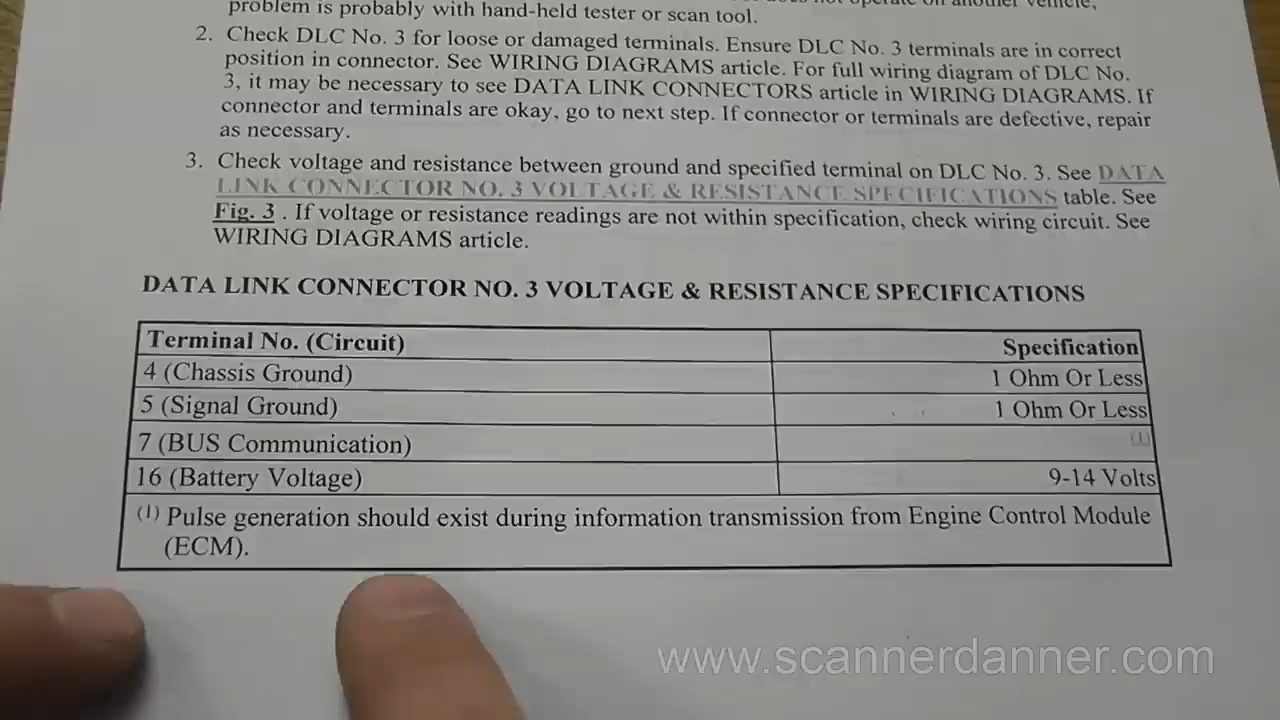 problem is probably with hand-held tester or scan tool.
2. Check DLC No. 3 for loose or damaged terminals. Ensure DLC No. 3 terminals are in correct
position in connector. See WIRING DIAGRAMS article. For full wiring diagram of DLC No.
3, it may be necessary to see DATA LINK CONNECTORS article in WIRING DIAGRAMS. If
connector and terminals are okay, go to next step. If connector or terminals are defective, repair
as necessary.
3. Check voltage and resistance between ground and specified terminal on DLC No. 3. See DATA
LINK CONNECTOR NO. 3 VOLTAGE & RESISTANCE SPECIFICATIONS table. See
Fig. 3 . If voltage or resistance readings are not within specification, check wiring circuit. See
WIRING DIAGRAMS article.
DATA LINK CONNECTOR NO. 3 VOLTAGE & RESISTANCE SPECIFICATIONS
Terminal No. (Circuit) Specification
4 (Chassis Ground) 1 Ohm Or Less
5 (Signal Ground) 1 Ohm Or Less
7 (BUS Communication) (1)
16 (Battery Voltage) 9-14 Volts
(1) Pulse generation should exist during information transmission from Engine Control Module
(ECM).
www.scannerdanner.com